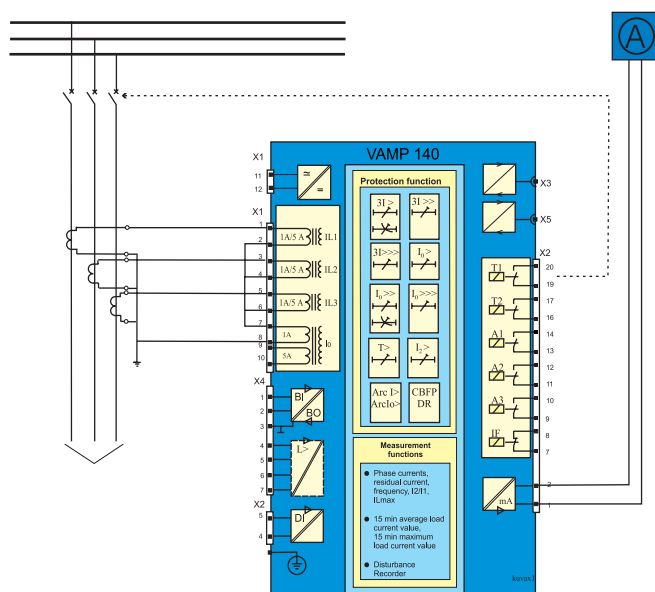 A
VAMP 140
X1
11
12
≃
=
X1
1
2
3
4
5
6
7
8
9
10
1A/5 A
IL1
1A/5 A
IL2
1A/5 A
IL3
1A
5A
I0
X4
1
2
3
4
5
6
7
BI
BO
I>
X2
5
4
DI
Protection function
3I >
3I >>
3I>>>
I0>
I0>>
I0>>>
T>
I2>
Arc I>
ArcIo>
CBFP
DR
Measurement
functions
● Phase currents,
residual current,
frequency, I2/I1,
ILmax
● 15 min average load
current value,
15 min maximum
load current value
● Disturbance
Recorder
X3
X5
X2
T1
20
19
T2
17
16
A1
14
13
A2
12
11
A3
10
9
IF
8
7
mA
2
1
kuvax1